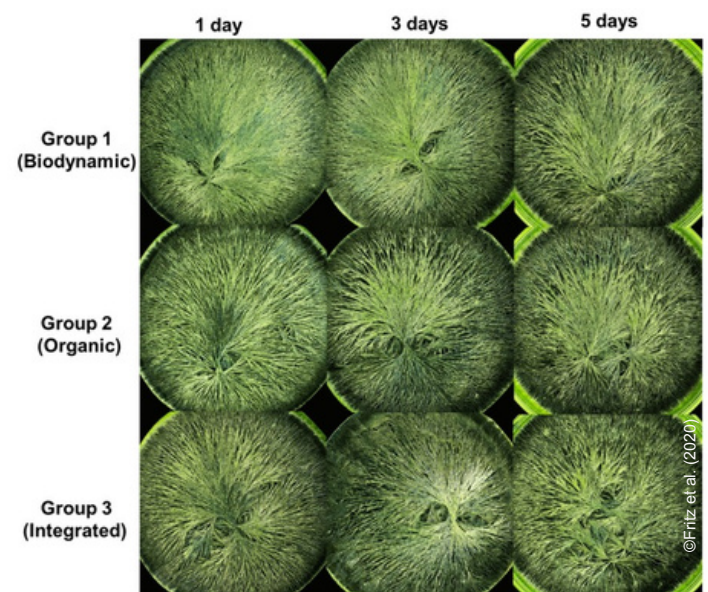 1 day 3 days 5 days
Group 1
(Biodynamic)
Group 2
(Organic)
Group 3
(Integrated)
©Fritz et al. (2020)